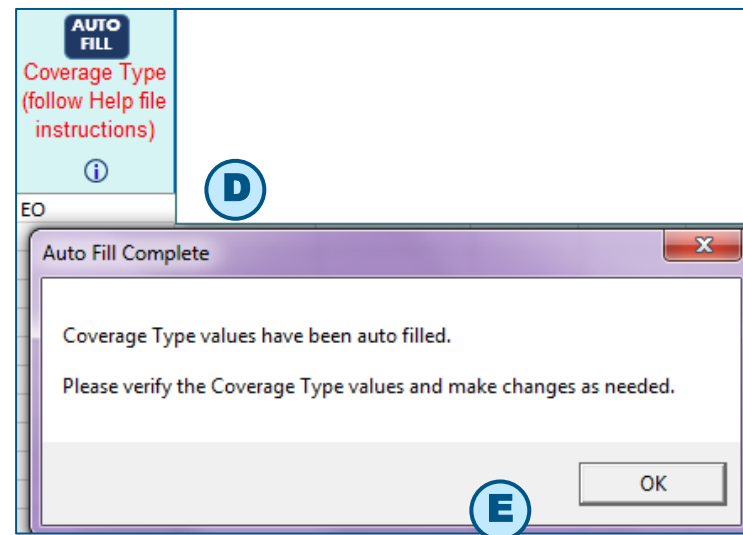 AUTO
FILL
Coverage Type
(follow Help file
instructions)
i
EO
D
Auto Fill Complete
X
Coverage Type values have been auto filled.
Please verify the Coverage Type values and make changes as needed.
OK
E